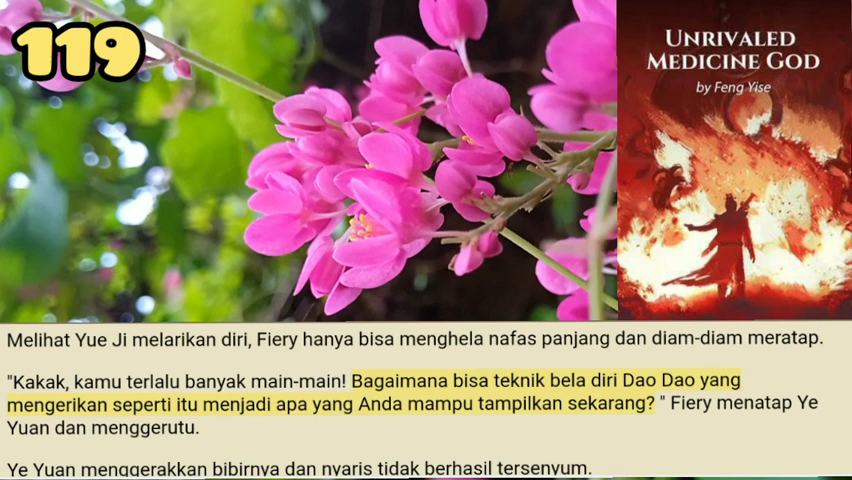 119
UNRIVALED
MEDICINE GOD
by Feng Yise
Melihat Yue Ji melarikan diri, Fiery hanya bisa menghela nafas panjang dan diam-diam meratap.
"Kakak, kamu terlalu banyak main-main! Bagaimana bisa teknik bela diri Dao Dao yang
mengerikan seperti itu menjadi apa yang Anda mampu tampilkan sekarang? " Fiery menatap Ye
Yuan dan menggerutu.
Ye Yuan menggerakkan bibirnya dan nyaris tidak berhasil tersenyum.